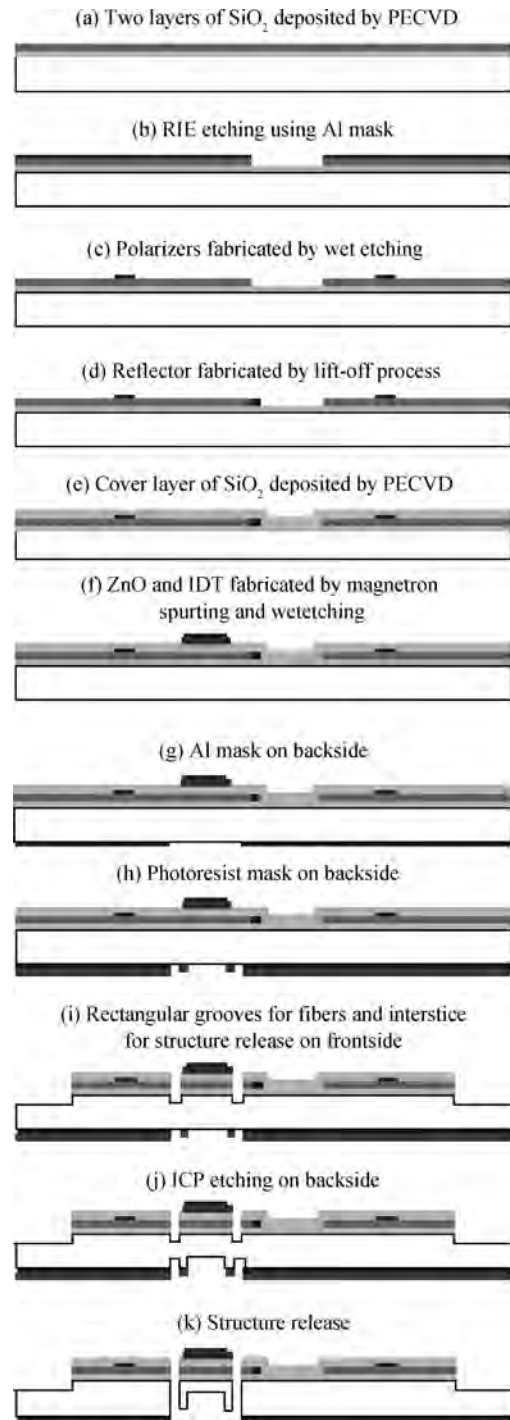 (a) Two layers of SiO₂ deposited by PECVD
(b) RIE etching using Al mask
(c) Polarizers fabricated by wet etching
(d) Reflector fabricated by lift-off process
(e) Cover layer of SiO₂ deposited by PECVD
(f) ZnO and IDT fabricated by magnetron
spurting and wetetching
(g) Al mask on backside
(h) Photoresist mask on backside
(i) Rectangular grooves for fibers and interstice
for structure release on frontside
(j) ICP etching on backside
(k) Structure release